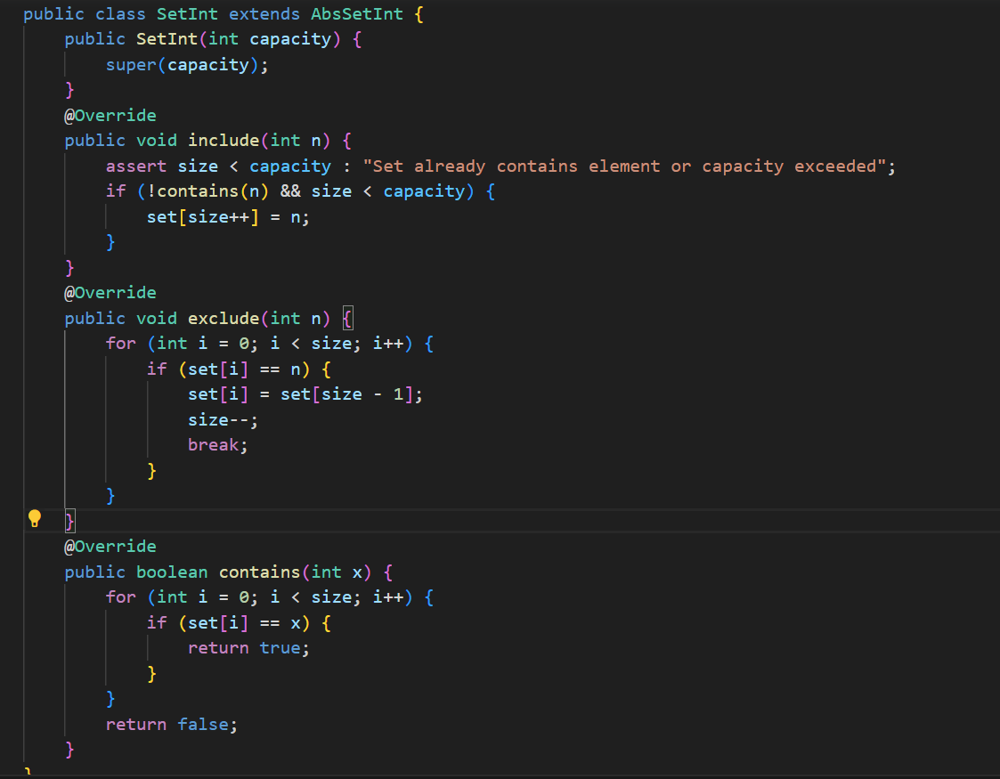 public class SetInt extends AbsSetInt {
    public SetInt(int capacity) {
        super(capacity);
    }
    @Override
    public void include(int n) {
        assert size < capacity : "Set already contains element or capacity exceeded";
        if (!contains(n) && size < capacity) {
            set[size++] = n;
        }
    }
    @Override
    public void exclude(int n) {
        for (int i = 0; i < size; i++) {
            if (set[i] == n) {
                set[i] = set[size - 1];
                size--;
                break;
            }
        }
    }
    @Override
    public boolean contains(int x) {
        for (int i = 0; i < size; i++) {
            if (set[i] == x) {
                return true;
            }
        }
        return false;
    }
}